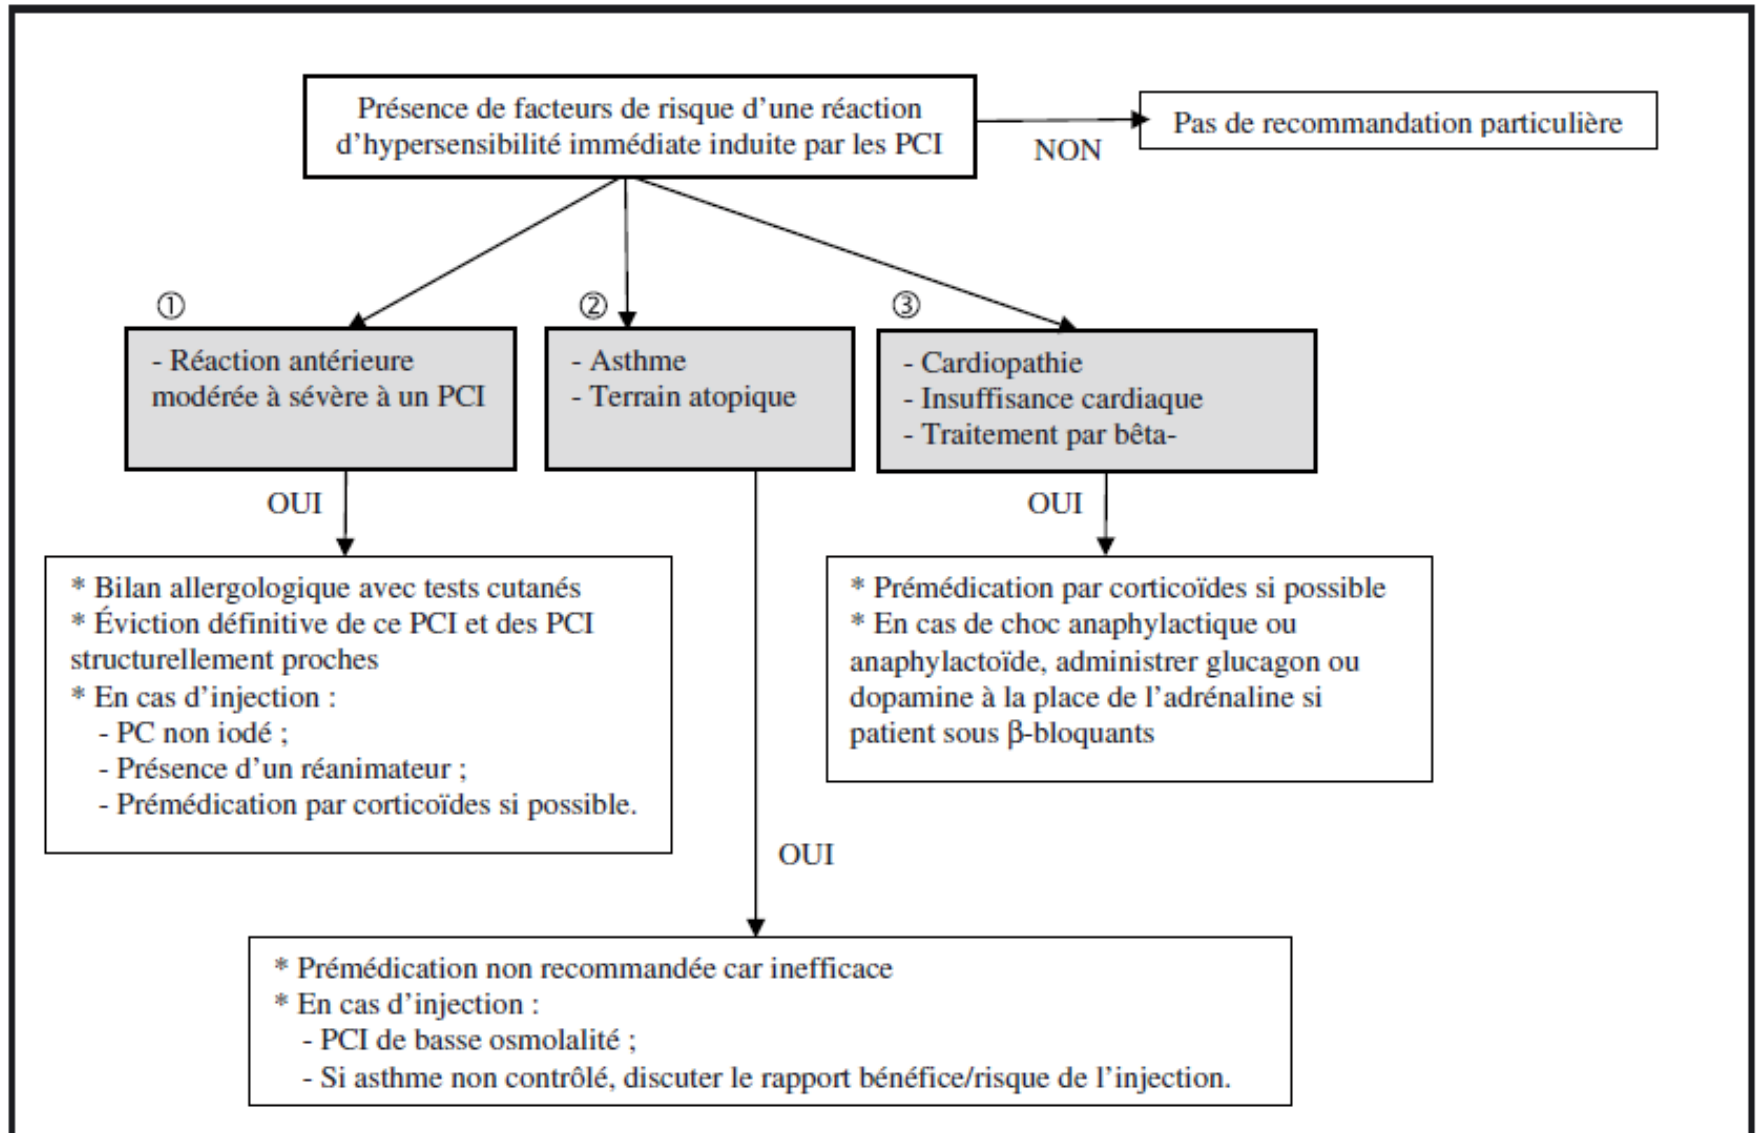 Présence de facteurs de risque d'une réaction
d'hypersensibilité immédiate induite par les PCI
NON
Pas de recommandation particulière
①
- Réaction antérieure
modérée à sévère à un PCI
②
- Asthme
- Terrain atopique
③
- Cardiopathie
- Insuffisance cardiaque
- Traitement par bêta-
OUI
* Bilan allergologique avec tests cutanés
* Éviction définitive de ce PCI et des PCI
structurellement proches
* En cas d'injection :
- PC non iodé ;
- Présence d'un réanimateur ;
- Prémédication par corticoïdes si possible.
OUI
* Prémédication par corticoïdes si possible
* En cas de choc anaphylactique ou
anaphylactoïde, administrer glucagon ou
dopamine à la place de l'adrénaline si
patient sous β-bloquants
OUI
* Prémédication non recommandée car inefficace
* En cas d'injection :
- PCI de basse osmolalité ;
- Si asthme non contrôlé, discuter le rapport bénéfice/risque de l'injection.